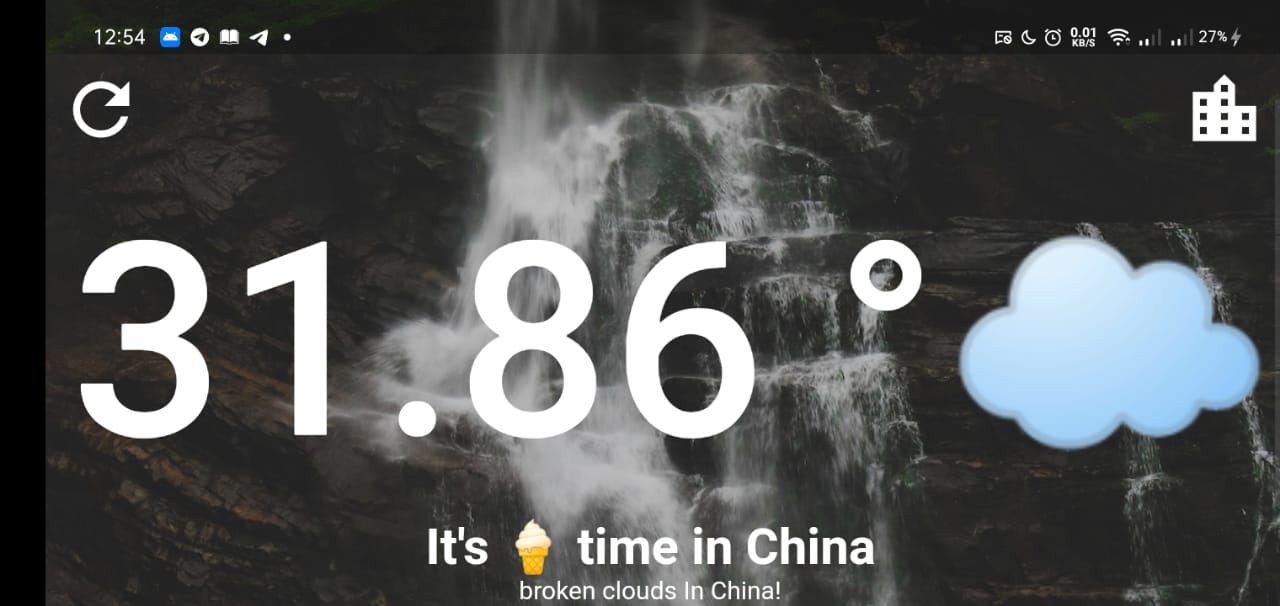 12:54
0.01
KB/S
27%
31.86°
It's 🍦 time in China
broken clouds In China!